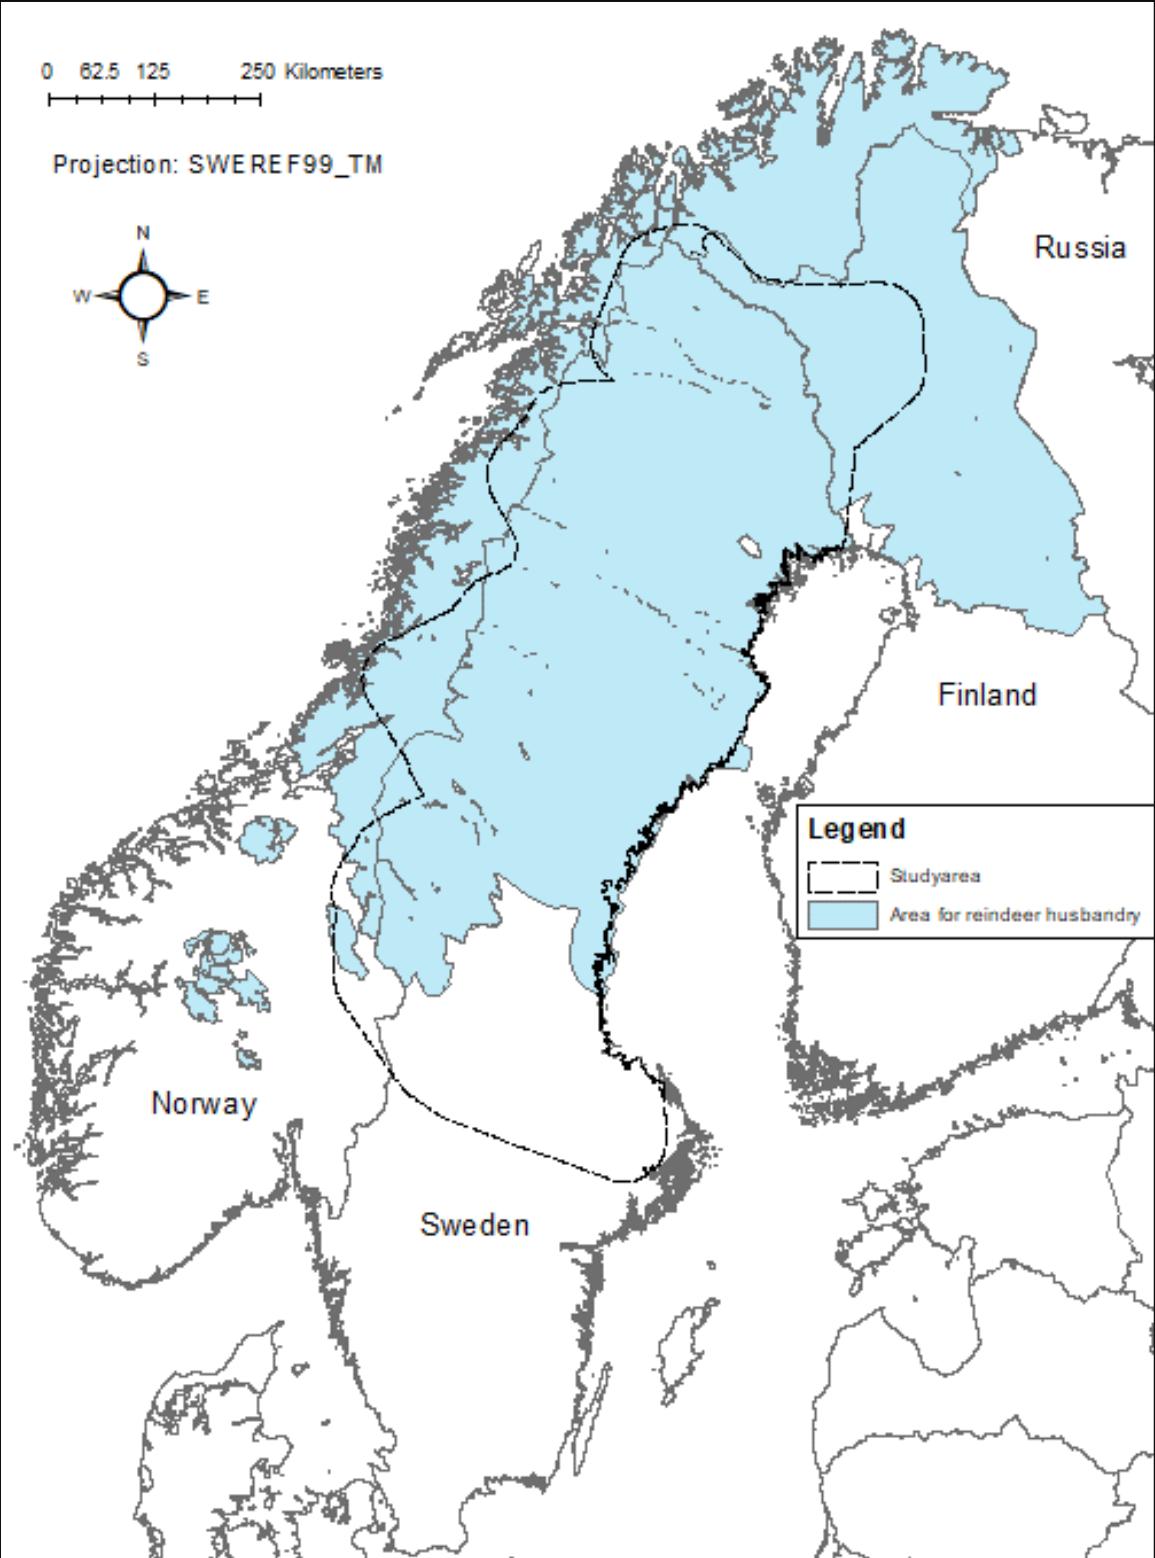 0 62.5 125 250 Kilometers
Projection: SWEREF99_TM
N
W E
S
Russia
Finland
Legend
Studyarea
Area for reindeer husbandry
Norway
Sweden